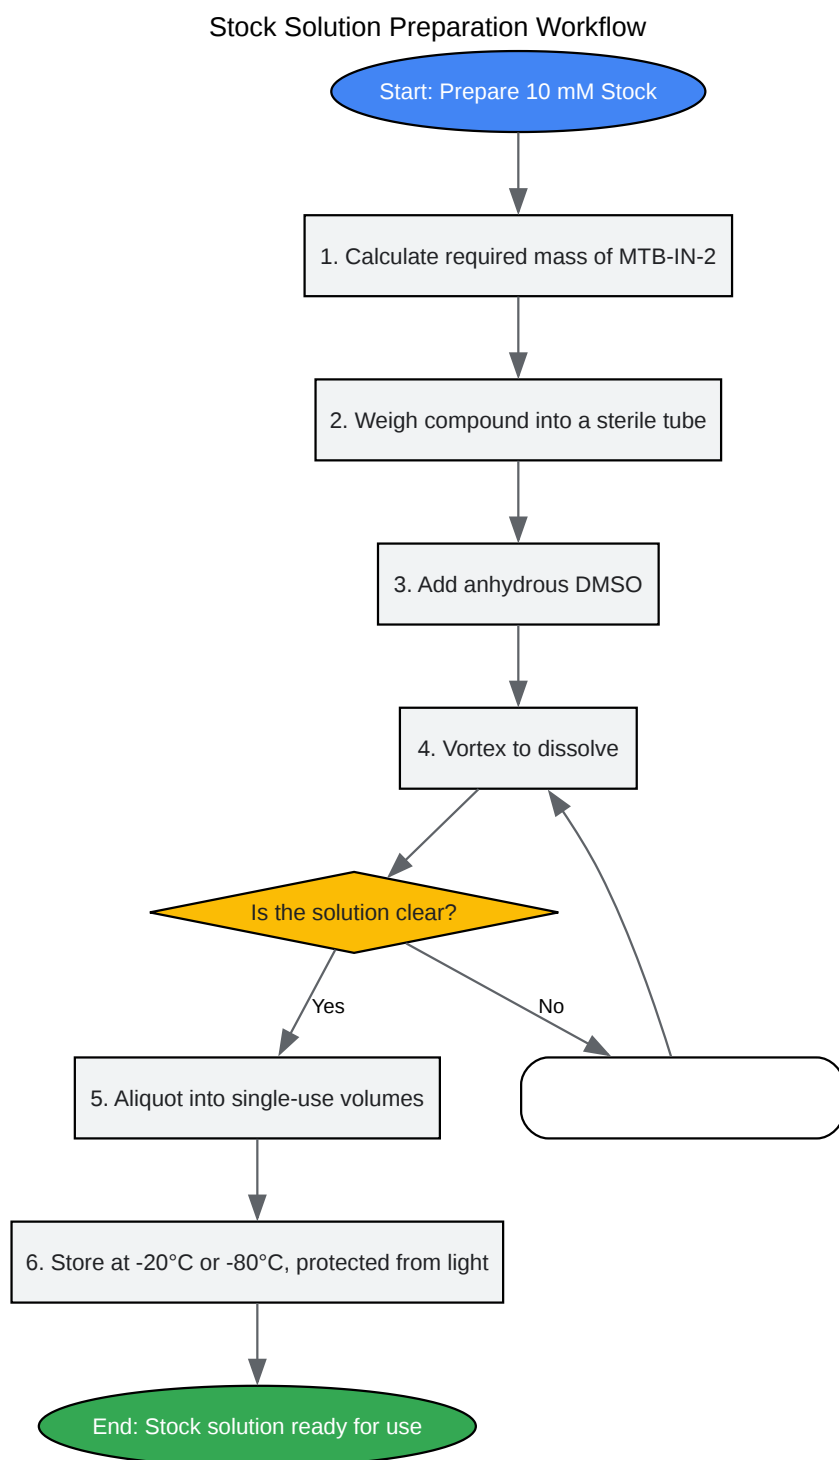 Stock Solution Preparation Workflow
Start: Prepare 10 mM Stock
1. Calculate required mass of MTB-IN-2
2. Weigh compound into a sterile tube
3. Add anhydrous DMSO
4. Vortex to dissolve
Is the solution clear?
Yes
No
5. Aliquot into single-use volumes
6. Store at -20°C or -80°C, protected from light
End: Stock solution ready for use